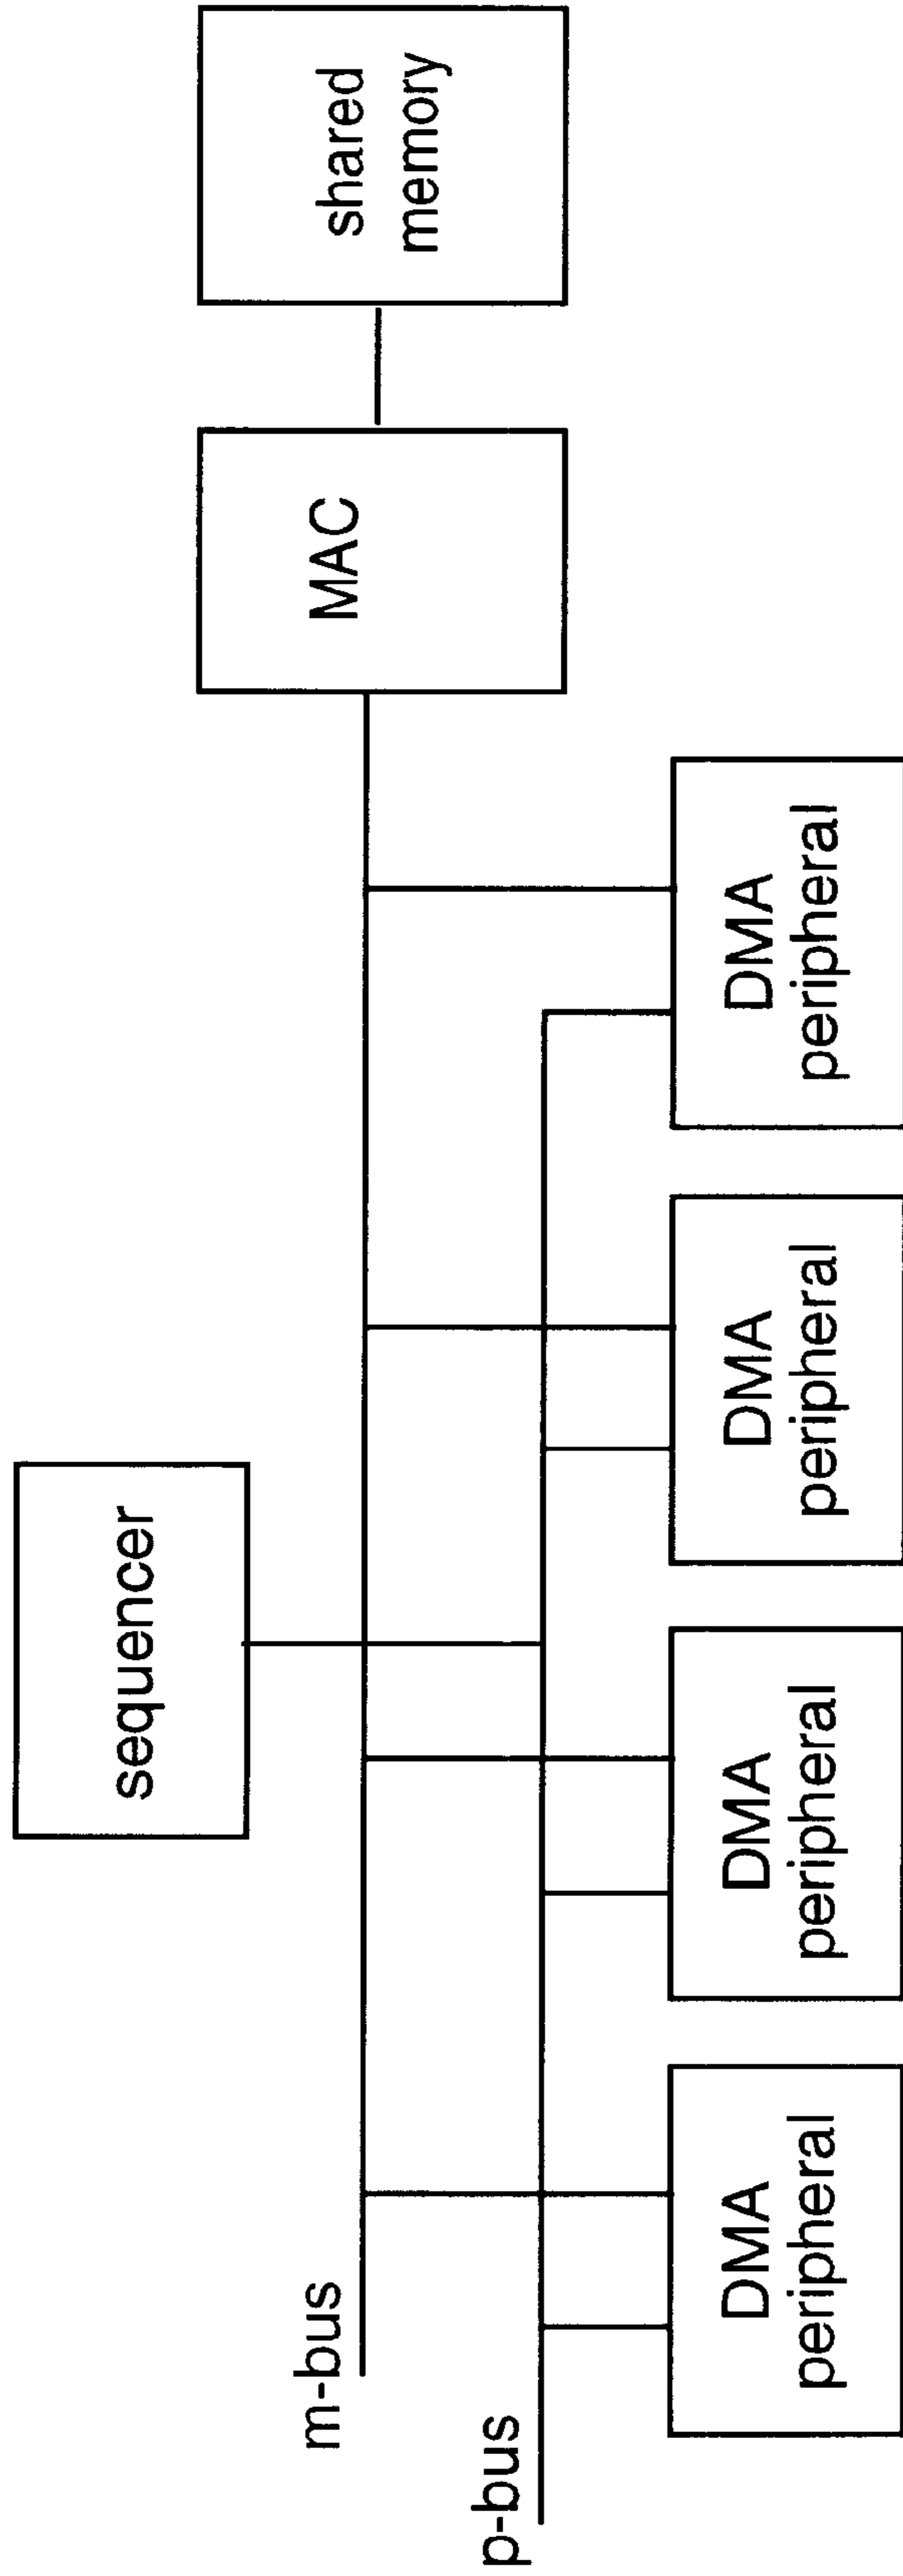 sequencer
shared
memory
MAC
m-bus
p-bus
DMA
peripheral
DMA
peripheral
DMA
peripheral
DMA
peripheral